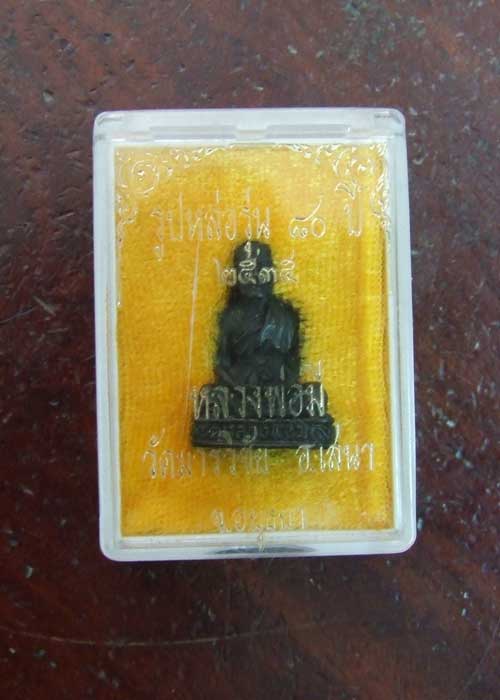 รูปหล่อรุ่น ๘๐ ปี
๒๕๓๕
หลวงพ่อมี
วัดมารวิชัย อ.เสนา
จ.อยุธยา